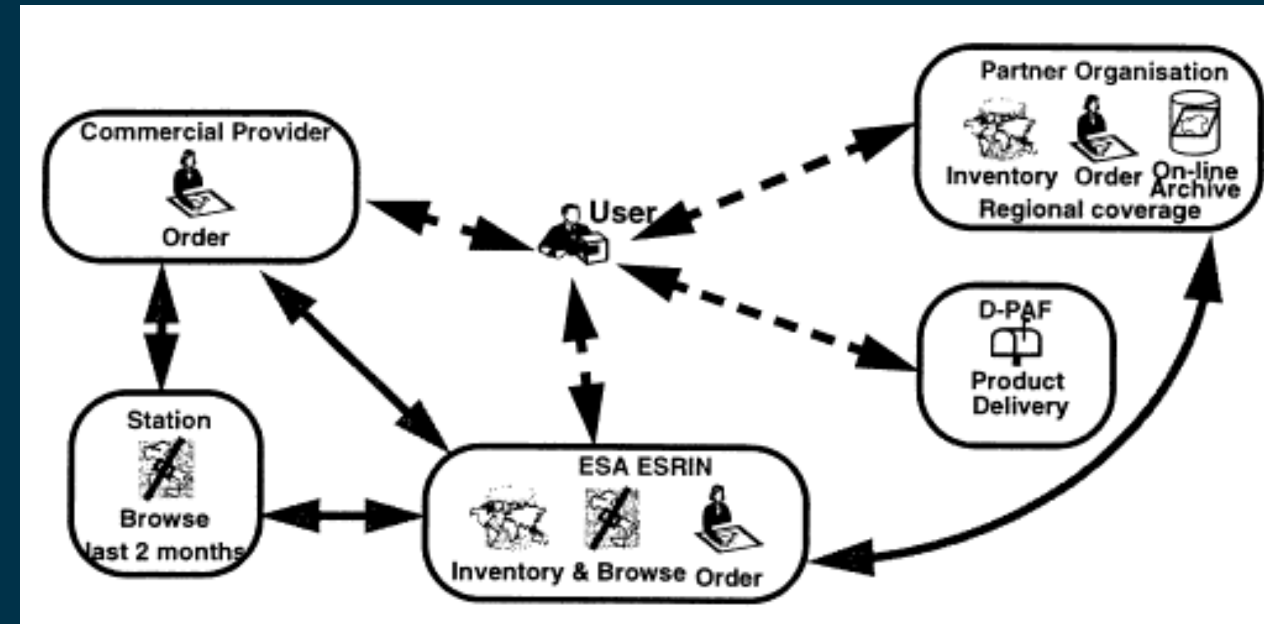 Partner Organisation
Inventory Order On-line Archive
Regional coverage
Commercial Provider
Order
User
D-PAF
Product
Delivery
Station
Browse
last 2 months
ESA ESRIN
Inventory & Browse Order